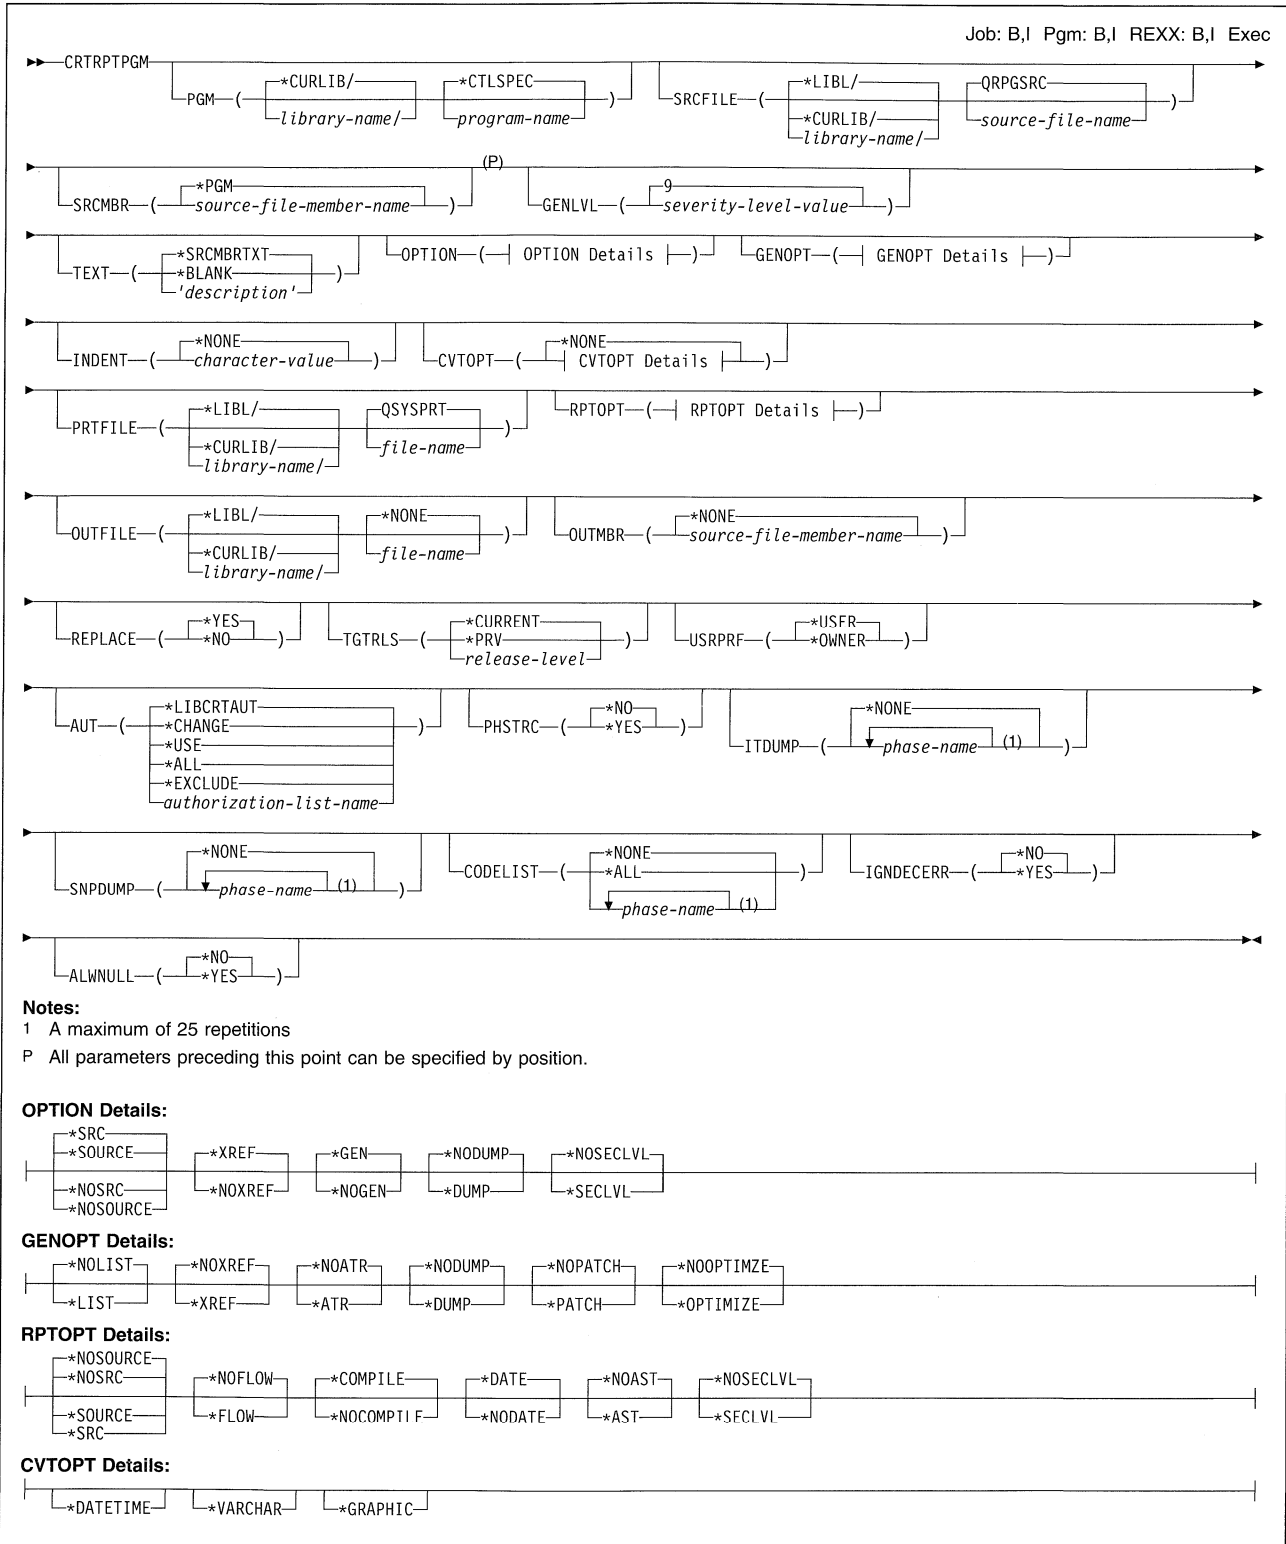 Job: B,I Pgm: B,I REXX: B,I Exec
CRTRPTPGM
*CURLIB/ *CTLSPEC *LIBL/ QRPGSRC
PGM ( ) SRCFILE ( )
library-name/ program-name *CURLIB/ source-file-name
library-name/
(P)
*PGM 9
SRCMBR ( source-file-member-name ) GENLVL ( severity-level-value )
*SRCMBRTXT OPTION ( OPTION Details ) GENOPT ( GENOPT Details )
TEXT ( *BLANK )
'description'
*NONE *NONE
INDENT ( character-value ) CVTOPT ( CVTOPT Details )
*LIBL/ QSYSPRT RPTOPT ( RPTOPT Details )
PRTFILE ( )
*CURLIB/ file-name
library-name/
*LIBL/ *NONE *NONE
OUTFILE ( ) OUTMBR ( source-file-member-name )
*CURLIB/ file-name
library-name/
*YES *CURRENT *USFR
REPLACE ( *NO ) TGTRLS ( *PRV ) USRPRF ( *OWNER )
release-level
*LIBCRTAUT *NO *NONE
AUT ( *CHANGE ) PHSTRC ( *YES ) ITDUMP ( phase-name (1) )
*USE
*ALL
*EXCLUDE
authorization-list-name
*NONE *NONE *NO
SNPDUMP ( phase-name (1) ) CODELIST ( *ALL ) IGNDECERR ( *YES )
phase-name (1)
*NO
ALWNULL ( *YES )
Notes:
1 A maximum of 25 repetitions
P All parameters preceding this point can be specified by position.
OPTION Details:
*SRC
*SOURCE *XREF *GEN *NODUMP *NOSECLVL
*NOSRC *NOXREF *NOGEN *DUMP *SECLVL
*NOSOURCE
GENOPT Details:
*NOLIST *NOXREF *NOATR *NODUMP *NOPATCH *NOOPTIMZE
*LIST *XREF *ATR *DUMP *PATCH *OPTIMIZE
RPTOPT Details:
*NOSOURCE
*NOSRC *NOFLOW *COMPILE *DATE *NOAST *NOSECLVL
*SOURCE *FLOW *NOCOMPILE *NODATE *AST *SECLVL
*SRC
CVTOPT Details:
*DATETIME *VARCHAR *GRAPHIC